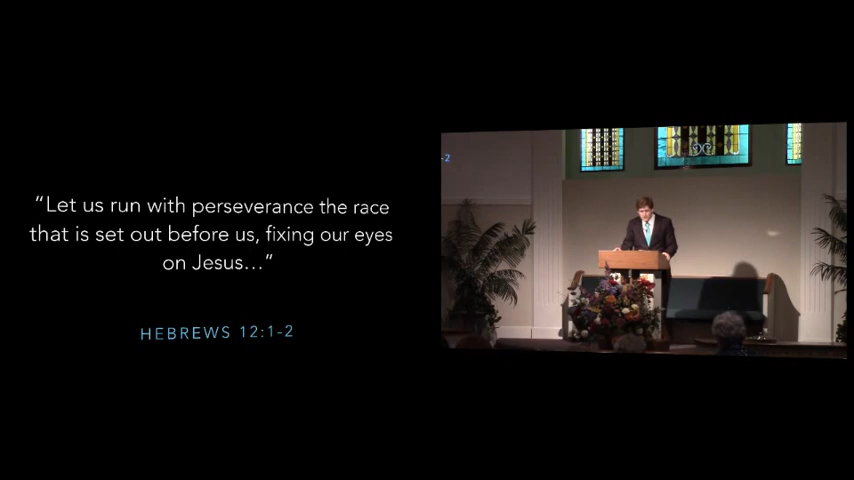 “Let us run with perseverance the race
that is set out before us, fixing our eyes
on Jesus...”
HEBREWS 12:1-2
-2